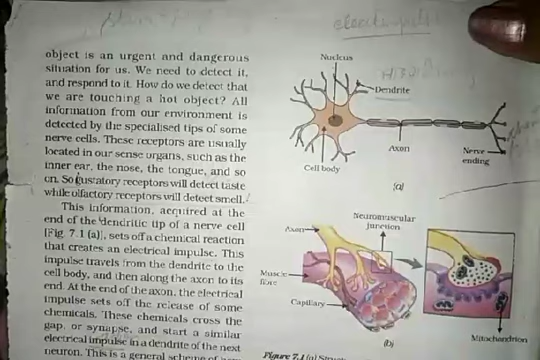 object is an urgent and dangerous
situation for us. We need to detect it,
and respond to it. How do we detect that
we are touching a hot object? All
information from our environment is
detected by the specialised tips of some
nerve cells. These receptors are usually
located in our sense organs, such as the
inner ear, the nose, the tongue, and so
on. So gustatory receptors will detect taste
while olfactory receptors will detect smell.
This information, acquired at the
end of the dendritic tip of a nerve cell
[Fig. 7.1 (a)], sets off a chemical reaction
that creates an electrical impulse. This
impulse travels from the dendrite to the
cell body, and then along the axon to its
end. At the end of the axon, the electrical
impulse sets off the release of some
chemicals. These chemicals cross the
gap, or synapse, and start a similar
electrical impulse in a dendrite of the next
neuron. This is a general scheme of
Nucleus
Dendrite
Axon
Nerve
ending
Cell body
(a)
Neuromuscular
junction
Axon
Muscle
fibre
Capillary
(b)
Mitochondrion
Figure 7.1 (a)